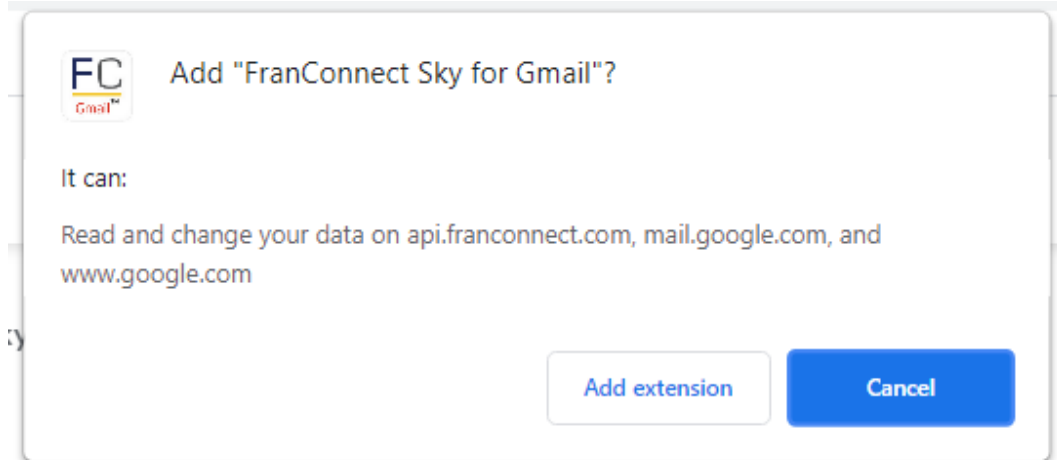 FC
Gmail™
Add "FranConnect Sky for Gmail"?
It can:
Read and change your data on api.franconnect.com, mail.google.com, and
www.google.com
Add extension
Cancel